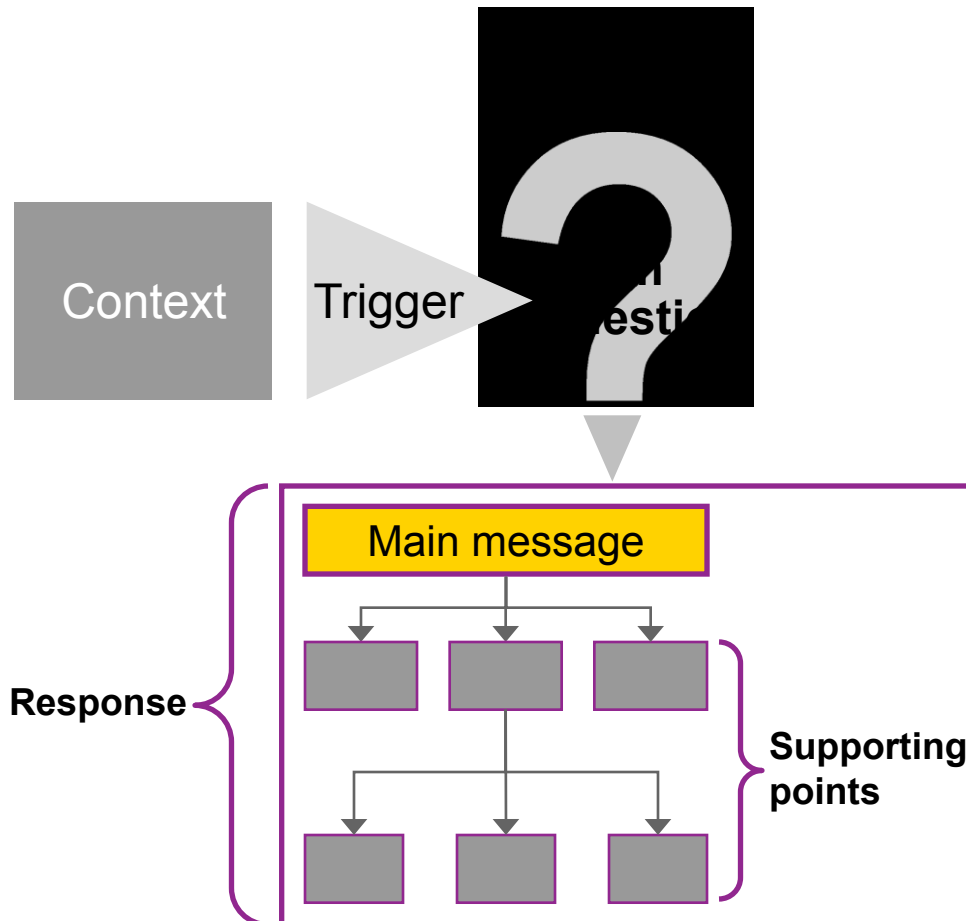 Context
Trigger
Main message
Response
Supporting
points